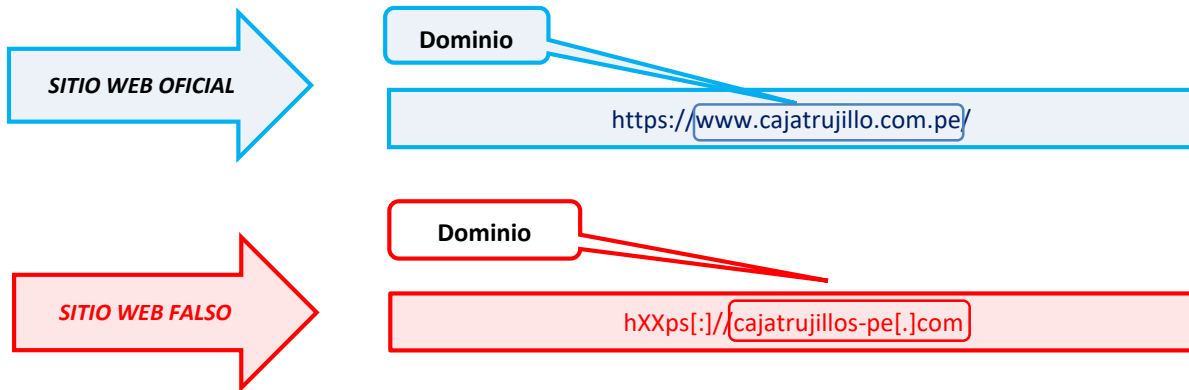 Dominio
SITIO WEB OFICIAL
https://www.cajatrujillo.com.pe/
Dominio
SITIO WEB FALSO
hXXps[:]//cajatrujillos-pe[.]com